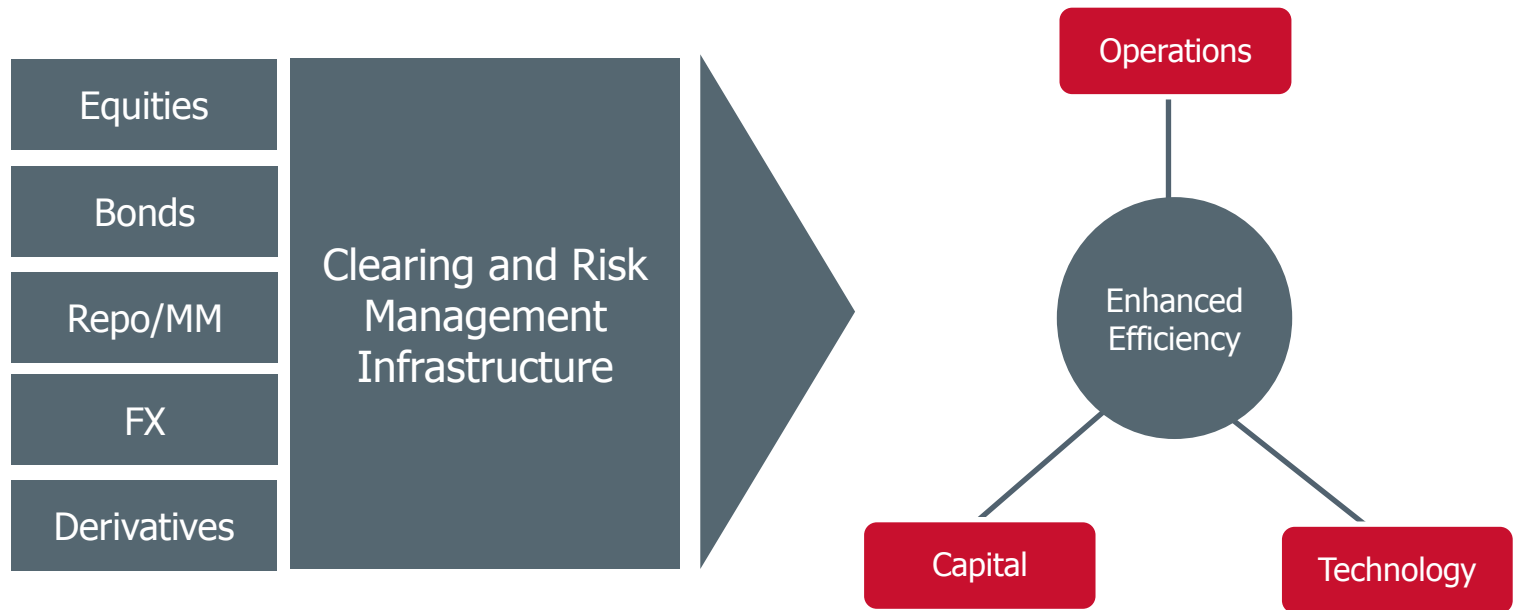 Equities
Bonds
Repo/MM
FX
Derivatives
Clearing and Risk
Management
Infrastructure
Operations
Enhanced
Efficiency
Capital
Technology